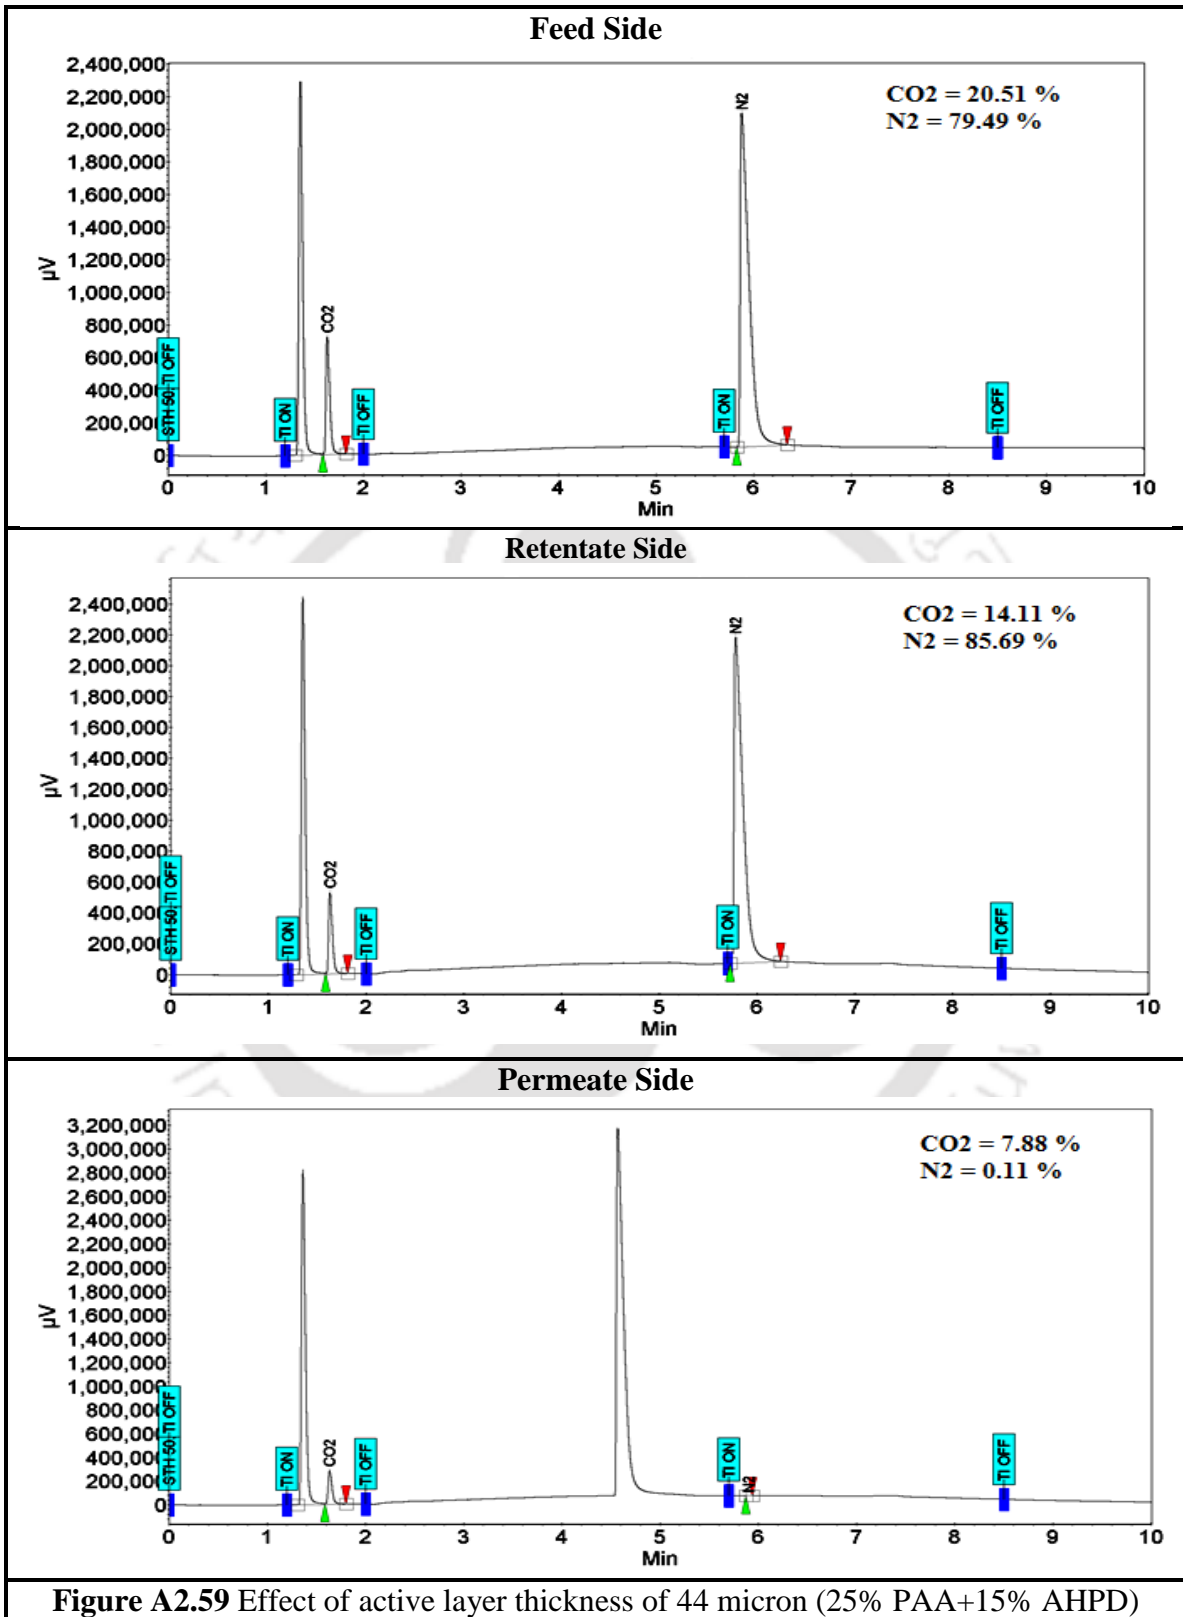 Feed Side
CO2 = 20.51 %
N2 = 79.49 %
2,400,000
2,200,000
2,000,000
1,800,000
1,600,000
1,400,000
1,200,000
1,000,000
800,000
600,000
400,000
200,000
0
µV
STH 50 -TI OFF
-TI ON
CO2
-TI OFF
-TI ON
N2
-TI OFF
0 1 2 3 4 5 6 7 8 9 10
Min
Retentate Side
CO2 = 14.11 %
N2 = 85.69 %
2,400,000
2,200,000
2,000,000
1,800,000
1,600,000
1,400,000
1,200,000
1,000,000
800,000
600,000
400,000
200,000
0
µV
STH 50 -TI OFF
-TI ON
CO2
-TI OFF
-TI ON
N2
-TI OFF
0 1 2 3 4 5 6 7 8 9 10
Min
Permeate Side
CO2 = 7.88 %
N2 = 0.11 %
3,200,000
3,000,000
2,800,000
2,600,000
2,400,000
2,200,000
2,000,000
1,800,000
1,600,000
1,400,000
1,200,000
1,000,000
800,000
600,000
400,000
200,000
0
µV
STH 50 -TI OFF
-TI ON
CO2
-TI OFF
-TI ON
N2
-TI OFF
0 1 2 3 4 5 6 7 8 9 10
Min
Figure A2.59 Effect of active layer thickness of 44 micron (25% PAA+15% AHPD)